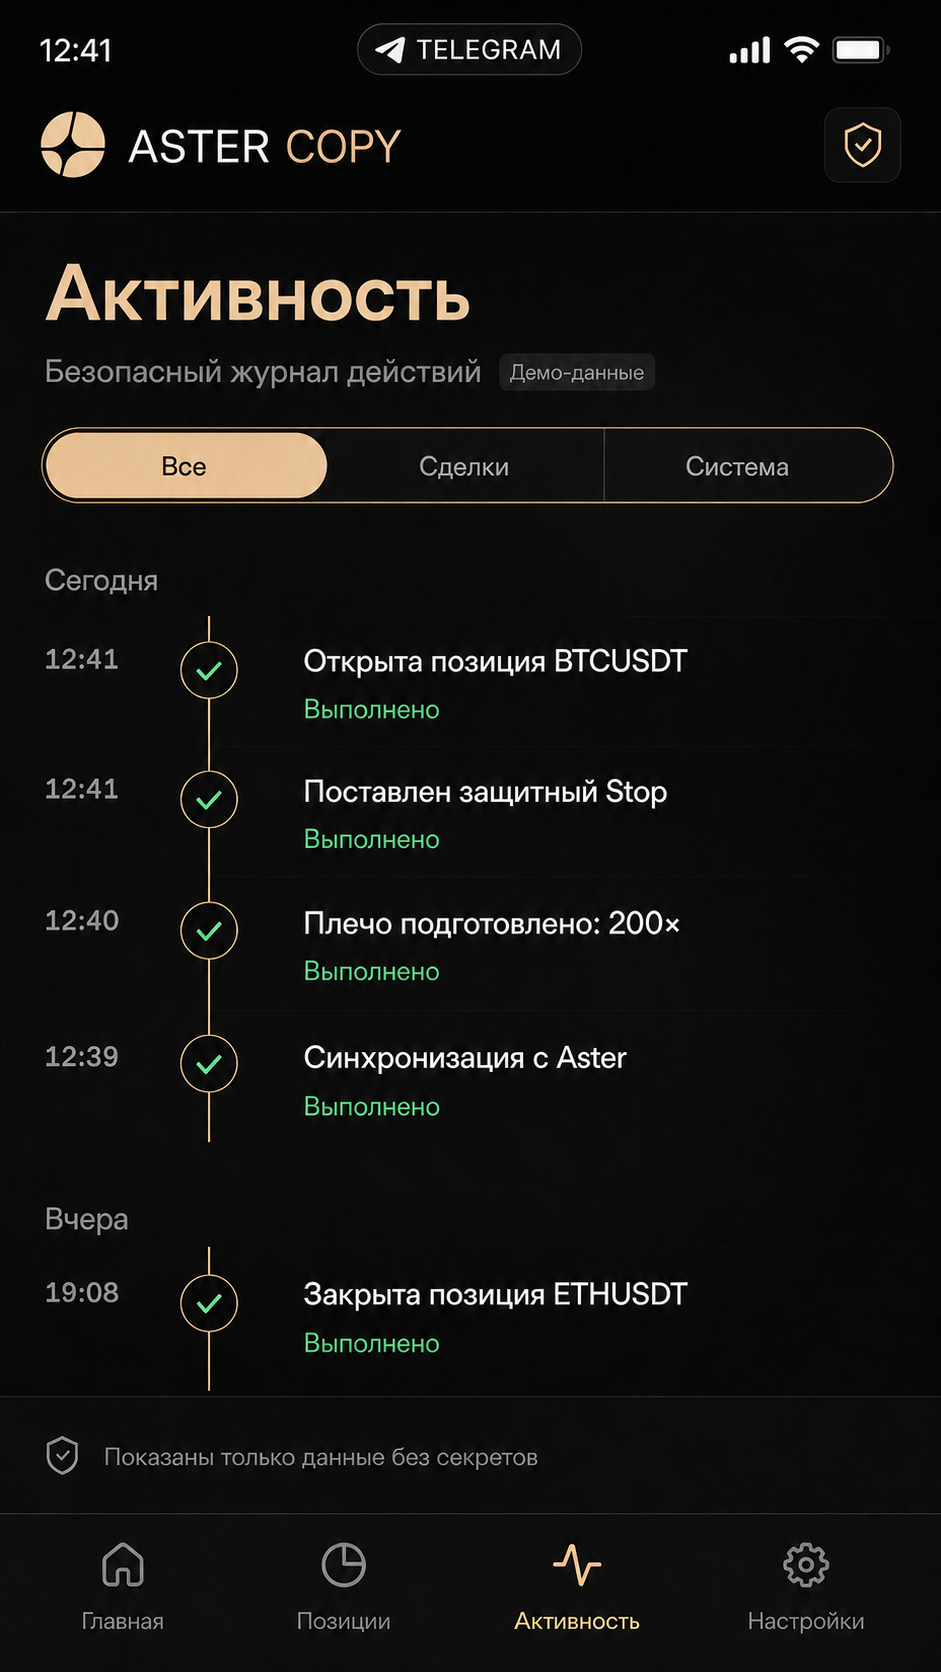 12:41
TELEGRAM
ASTER COPY
Активность
Безопасный журнал действий
Демо-данные
Все
Сделки
Система
Сегодня
12:41
Открыта позиция BTCUSDT
Выполнено
12:41
Поставлен защитный Stop
Выполнено
12:40
Плечо подготовлено: 200×
Выполнено
12:39
Синхронизация с Aster
Выполнено
Вчера
19:08
Закрыта позиция ETHUSDT
Выполнено
Показаны только данные без секретов
Главная
Позиции
Активность
Настройки